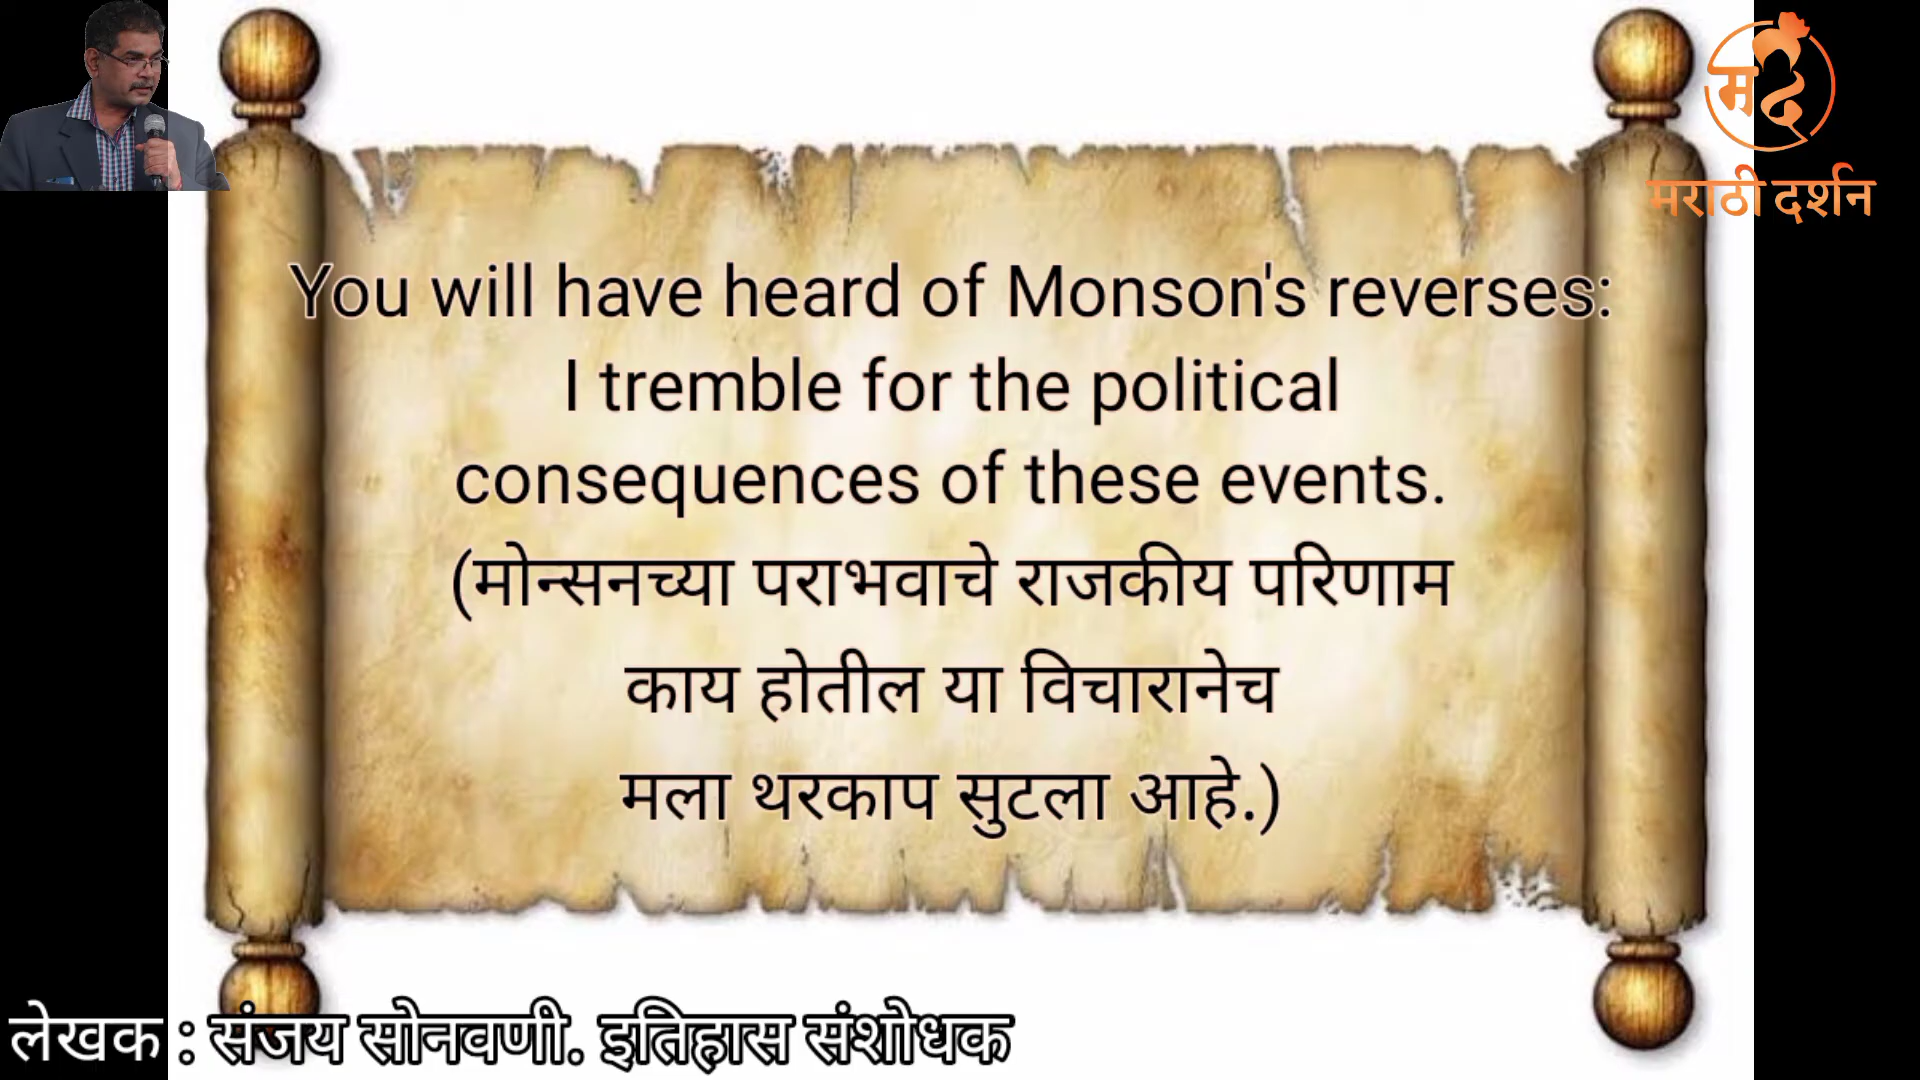 मद
मराठी दर्शन
You will have heard of Monson's reverses:
I tremble for the political
consequences of these events.
(मोन्सनच्या पराभवाचे राजकीय परिणाम
काय होतील या विचारानेच
मला थरकाप सुटला आहे.)
लेखक : संजय सोनवणी. इतिहास संशोधक